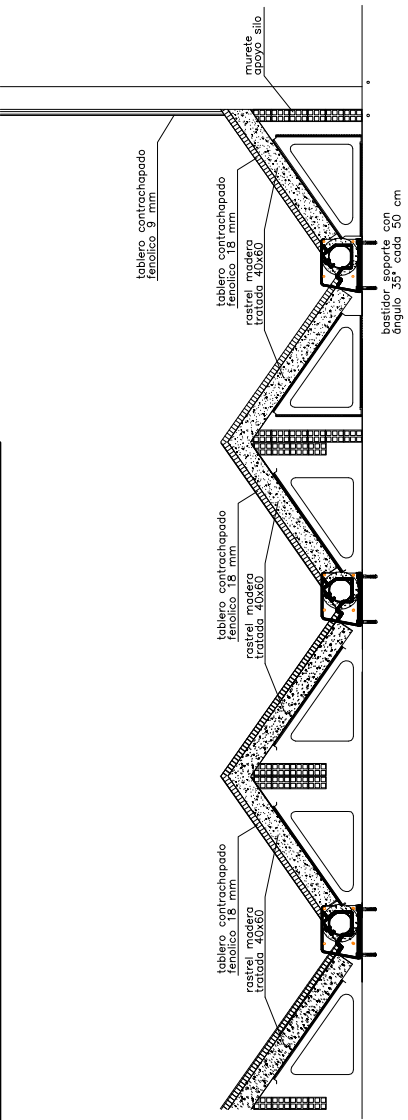 murete
apoyo silo
tablero contrachapado
fenolico 9 mm
tablero contrachapado
fenolico 18 mm
rastrel madera
tratada 40x60
bastidor soporte con
ángulo 35° cada 50 cm
tablero contrachapado
fenolico 18 mm
rastrel madera
tratada 40x60
tablero contrachapado
fenolico 18 mm
rastrel madera
tratada 40x60